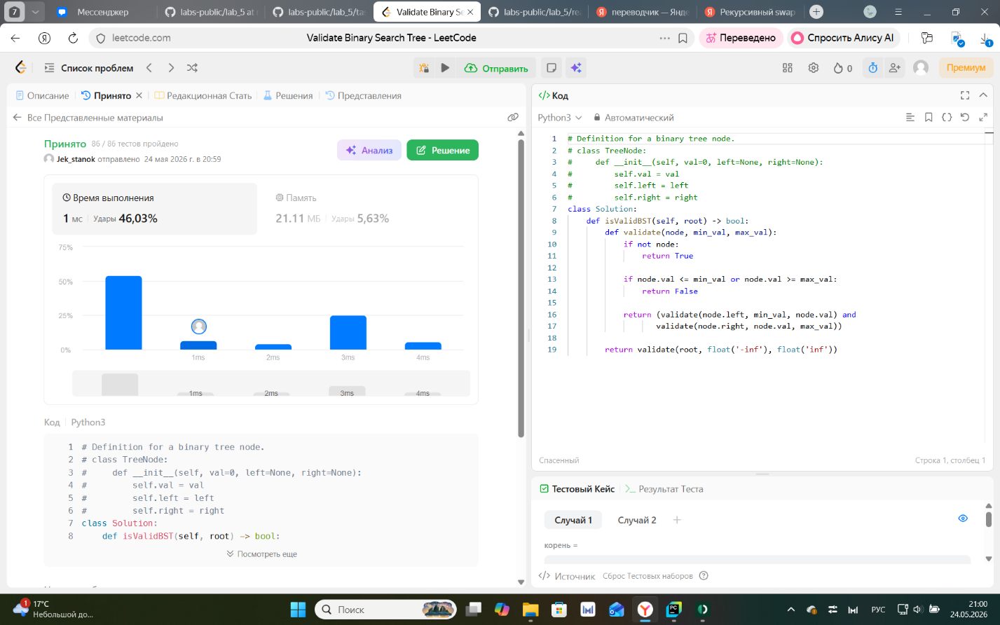 7
Мессенджер
labs-public/lab_5 at
labs-public/lab_5/ta
Validate Binary Se
labs-public/lab_5/rea
переводчик — Янде
Рекурсивный swap
leetcode.com
Validate Binary Search Tree - LeetCode
Переведено
Спросить Алису AI
1
Список проблем
Отправить
0
Премиум
Описание
Принято
Редакционная Стать
Решения
Представления
Все Представленные материалы
Принято 86 / 86 тестов пройдено
Jek_stanok отправлено 24 мая 2026 г. в 20:59
Анализ
Решение
Время выполнения
1 мс Удары 46,03%
Память
21.11 МБ Удары 5,63%
75%
50%
25%
0%
1ms 2ms 3ms 4ms
1ms 2ms 3ms 4ms
Код Python3
1 # Definition for a binary tree node.
2 # class TreeNode:
3 #     def __init__(self, val=0, left=None, right=None):
4 #         self.val = val
5 #         self.left = left
6 #         self.right = right
7 class Solution:
8     def isValidBST(self, root) -> bool:
Посмотреть еще
</> Код
Python3 Автоматический
1 # Definition for a binary tree node.
2 # class TreeNode:
3 #     def __init__(self, val=0, left=None, right=None):
4 #         self.val = val
5 #         self.left = left
6 #         self.right = right
7 class Solution:
8     def isValidBST(self, root) -> bool:
9         def validate(node, min_val, max_val):
10             if not node:
11                 return True
12
13             if node.val <= min_val or node.val >= max_val:
14                 return False
15
16             return (validate(node.left, min_val, node.val) and
17                     validate(node.right, node.val, max_val))
18
19         return validate(root, float('-inf'), float('inf'))
Спасенный
Строка 1, столбец 1
Тестовый Кейс
Результат Теста
Случай 1
Случай 2
корень =
</> Источник Сброс Тестовых наборов
1
17°C
Небольшой до...
Поиск
РУС
21:00
24.05.2026